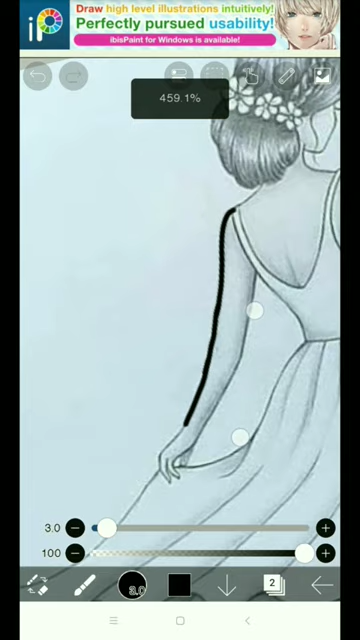 iP
Draw high level illustrations intuitively!
Perfectly pursued usability!
ibisPaint for Windows is available!
459.1%
3.0
100
3.0
2